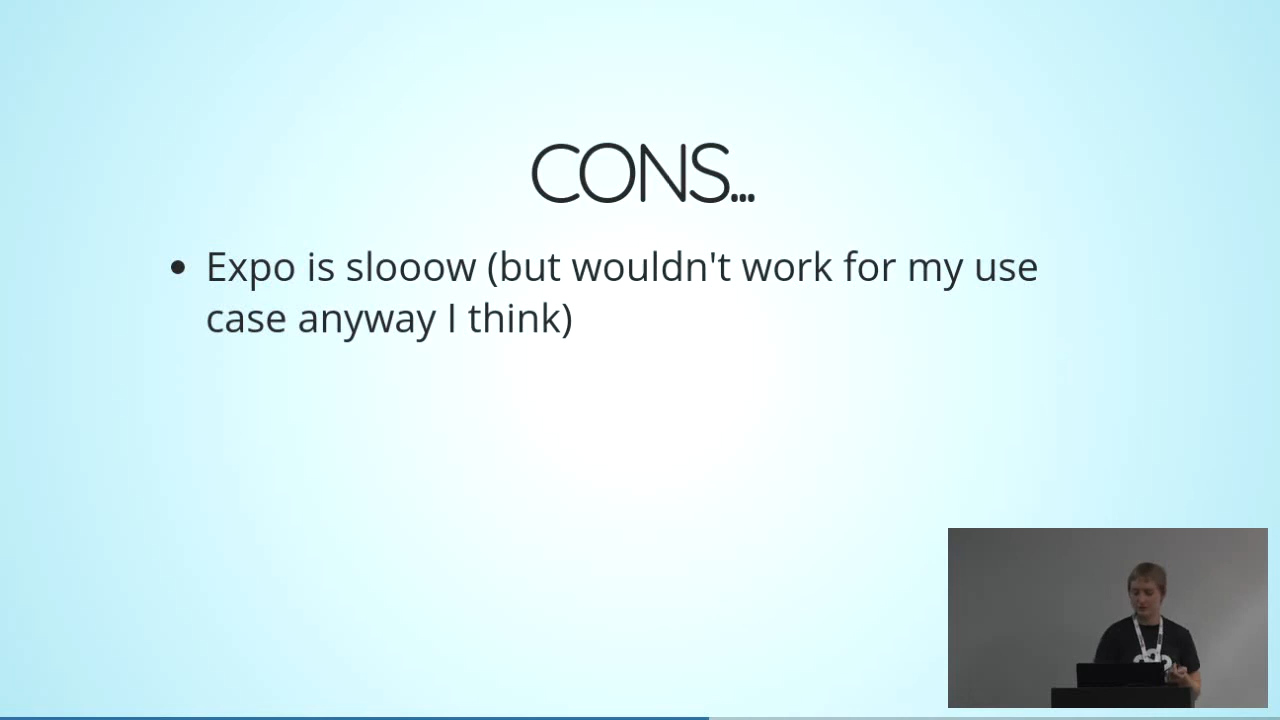 CONS...
Expo is slooow (but wouldn't work for my use
case anyway I think)